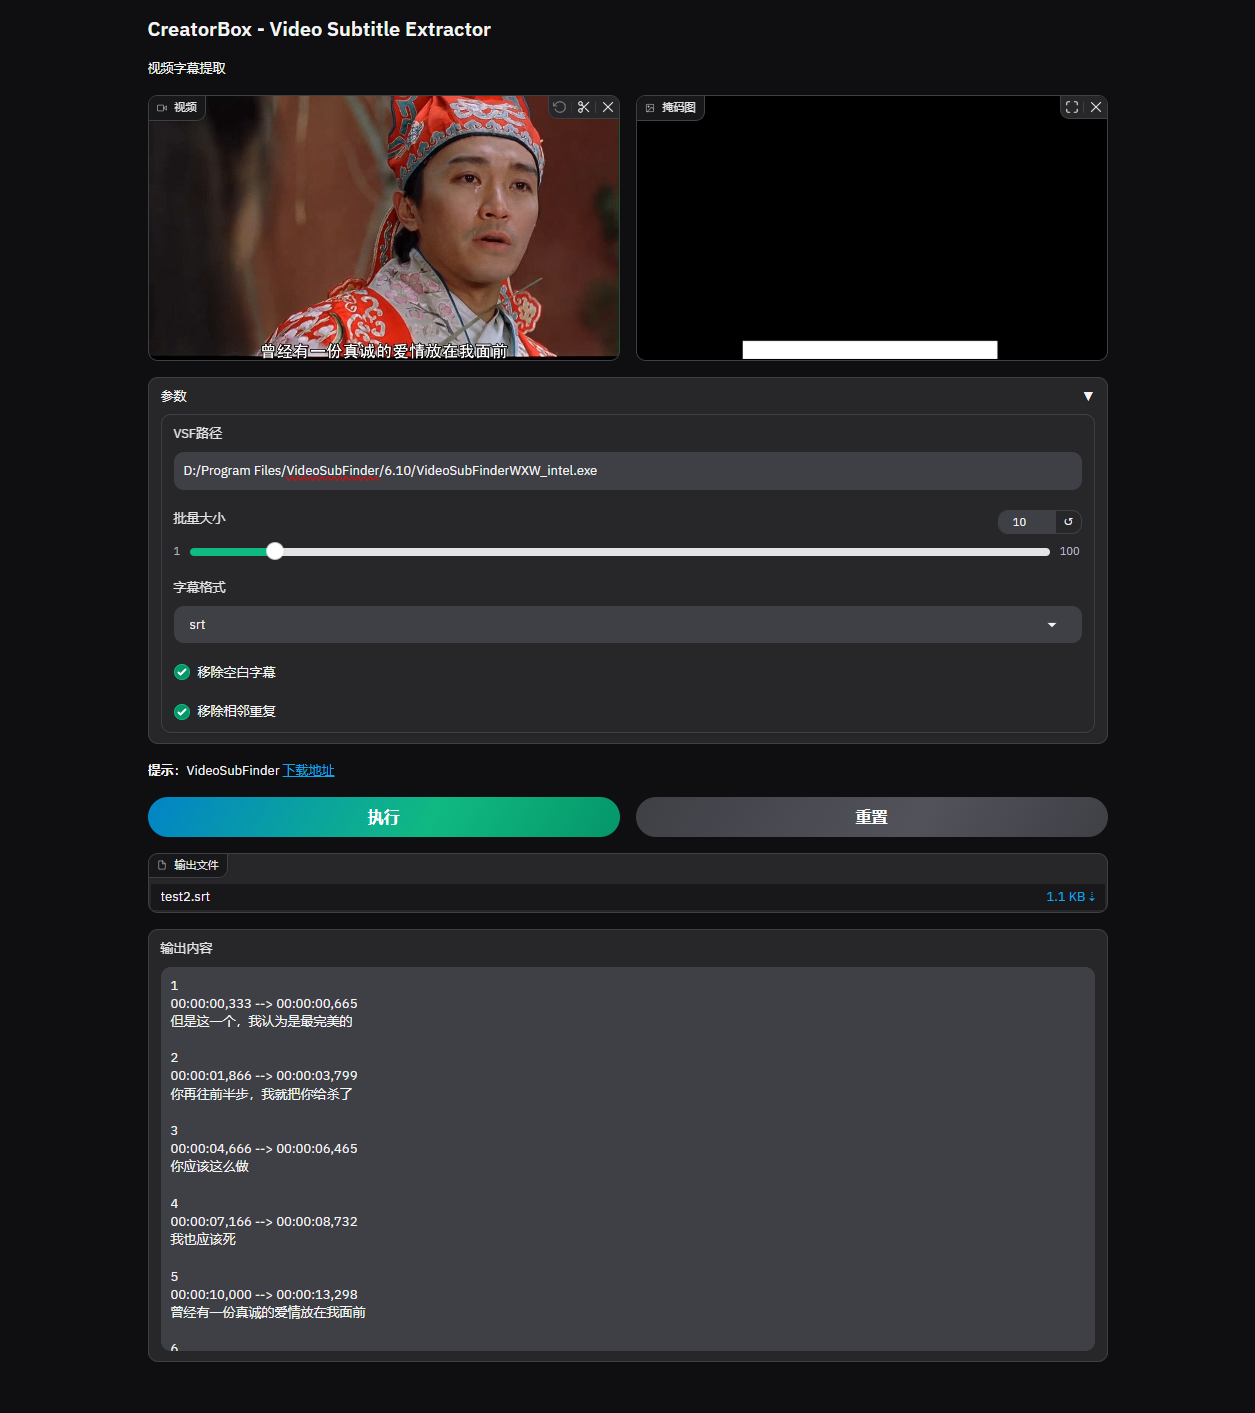 CreatorBox - Video Subtitle Extractor
视频字幕提取
视频
掩码图
曾经有一份真诚的爱情放在我面前
参数
VSF路径
D:/Program Files/VideoSubFinder/6.10/VideoSubFinderWXW_intel.exe
批量大小
10
1
100
字幕格式
srt
移除空白字幕
移除相邻重复
提示：VideoSubFinder 下载地址
执行
重置
输出文件
test2.srt
1.1 KB ⇣
输出内容
1
00:00:00,333 --> 00:00:00,665
但是这一个，我认为是最完美的
2
00:00:01,866 --> 00:00:03,799
你再往前半步，我就把你给杀了
3
00:00:04,666 --> 00:00:06,465
你应该这么做
4
00:00:07,166 --> 00:00:08,732
我也应该死
5
00:00:10,000 --> 00:00:13,298
曾经有一份真诚的爱情放在我面前
6